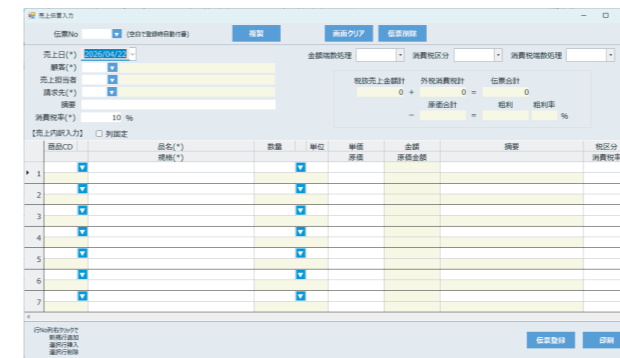 売上伝票入力
伝票No (空白で登録時自動付番) 複製 画面クリア 伝票削除
売上日(*) 2026/04/22 金額端数処理 消費税区分 消費税端数処理
顧客(*)
売上担当者 税抜売上金額計 外税消費税計 伝票合計
請求先(*) 0 + 0 = 0
摘要 原価合計 粗利 粗利率
消費税率(*) 10 % - = %
【売上内訳入力】 列固定
商品CD 品名(*) 数量 単位 単価 金額 摘要 税区分
規格(*) 原価 原価金額 消費税率
1
2
3
4
5
6
7
行No列右クリックで
新規行追加
選択行挿入
選択行削除
伝票登録 印刷